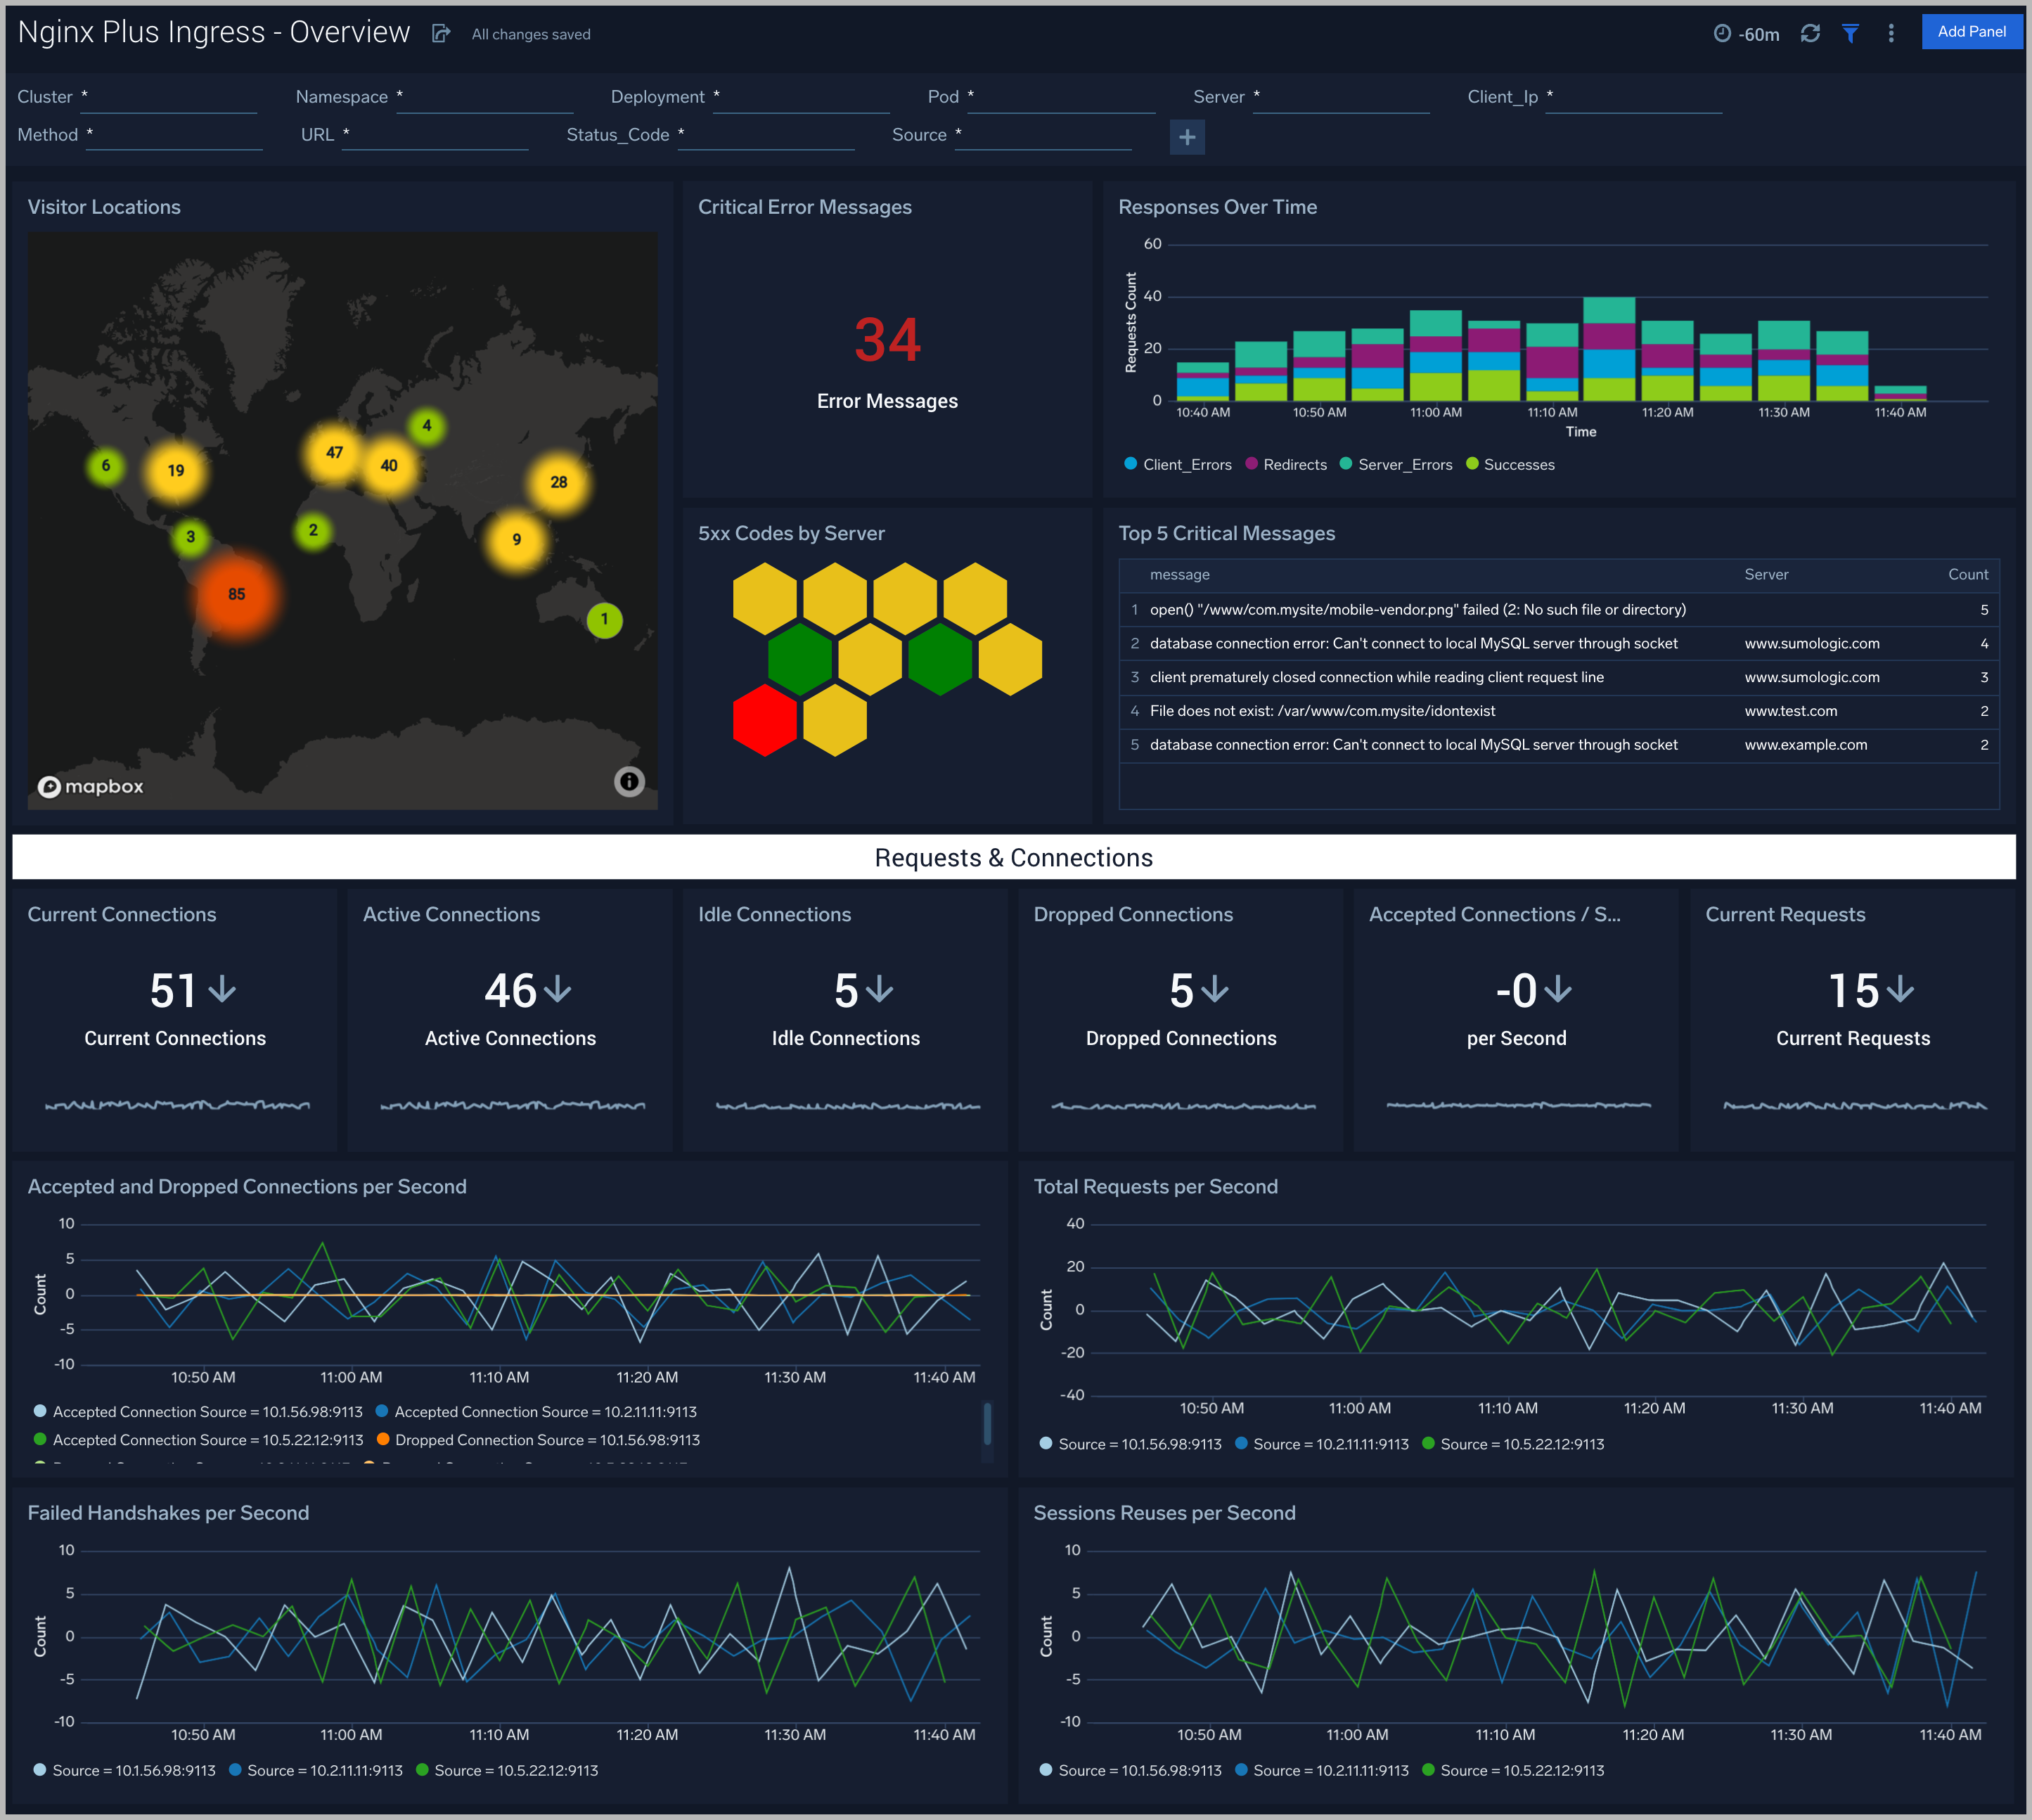 Nginx Plus Ingress - Overview
All changes saved
-60m
Add Panel
Cluster *
Namespace *
Deployment *
Pod *
Server *
Client_Ip *
Method *
URL *
Status_Code *
Source *
+
Visitor Locations
4
47
40
6
19
28
2
3
9
85
1
mapbox
Critical Error Messages
34
Error Messages
Responses Over Time
60
40
20
0
Requests Count
10:40 AM
10:50 AM
11:00 AM
11:10 AM
11:20 AM
11:30 AM
11:40 AM
Time
Client_Errors
Redirects
Server_Errors
Successes
5xx Codes by Server
Top 5 Critical Messages
message Server Count
1 open() "/www/com.mysite/mobile-vendor.png" failed (2: No such file or directory) 5
2 database connection error: Can't connect to local MySQL server through socket www.sumologic.com 4
3 client prematurely closed connection while reading client request line www.sumologic.com 3
4 File does not exist: /var/www/com.mysite/idontexist www.test.com 2
5 database connection error: Can't connect to local MySQL server through socket www.example.com 2
Requests & Connections
Current Connections
51
Current Connections
Active Connections
46
Active Connections
Idle Connections
5
Idle Connections
Dropped Connections
5
Dropped Connections
Accepted Connections / S...
-0
per Second
Current Requests
15
Current Requests
Accepted and Dropped Connections per Second
10
5
0
-5
-10
Count
10:50 AM
11:00 AM
11:10 AM
11:20 AM
11:30 AM
11:40 AM
Accepted Connection Source = 10.1.56.98:9113
Accepted Connection Source = 10.2.11.11:9113
Accepted Connection Source = 10.5.22.12:9113
Dropped Connection Source = 10.1.56.98:9113
Total Requests per Second
40
20
0
-20
-40
Count
10:50 AM
11:00 AM
11:10 AM
11:20 AM
11:30 AM
11:40 AM
Source = 10.1.56.98:9113
Source = 10.2.11.11:9113
Source = 10.5.22.12:9113
Failed Handshakes per Second
10
5
0
-5
-10
Count
10:50 AM
11:00 AM
11:10 AM
11:20 AM
11:30 AM
11:40 AM
Source = 10.1.56.98:9113
Source = 10.2.11.11:9113
Source = 10.5.22.12:9113
Sessions Reuses per Second
10
5
0
-5
-10
Count
10:50 AM
11:00 AM
11:10 AM
11:20 AM
11:30 AM
11:40 AM
Source = 10.1.56.98:9113
Source = 10.2.11.11:9113
Source = 10.5.22.12:9113